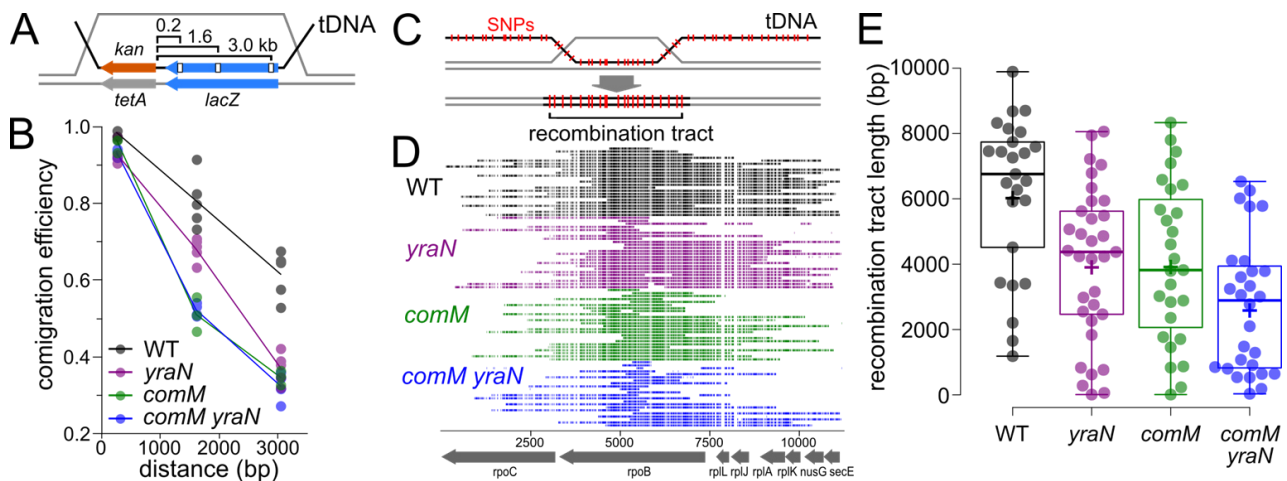 A
0.2
1.6
3.0 kb
tDNA
kan
tetA
lacZ
B
comigration efficiency
1.0
0.8
0.6
0.4
0.2
WT
yraN
comM
comM yraN
0
1000
2000
3000
distance (bp)
C
SNPs
tDNA
recombination tract
D
WT
yraN
comM
comM yraN
2500
5000
7500
10000
rpoC
rpoB
rplL
rplJ
rplA
rplK
nusG
secE
E
recombination tract length (bp)
10000
8000
6000
4000
2000
0
WT
yraN
comM
comM
yraN